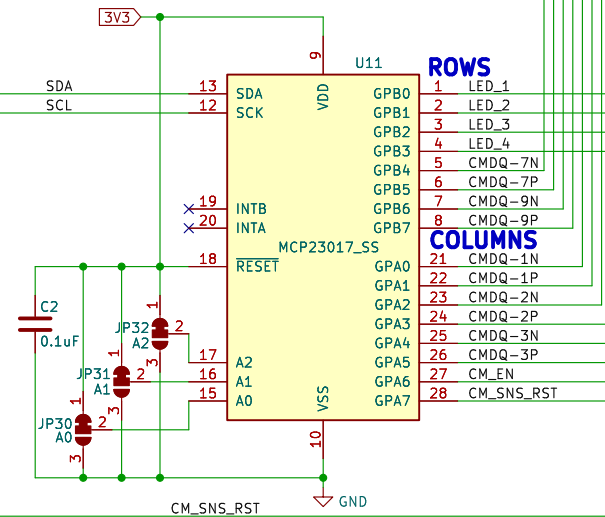 3V3
U11
9
VDD
ROWS
SDA 13 SDA GPB0 1 LED_1
SCL 12 SCK GPB1 2 LED_2
GPB2 3 LED_3
GPB3 4 LED_4
GPB4 5 CMDQ-7N
GPB5 6 CMDQ-7P
19 INTB GPB6 7 CMDQ-9N
20 INTA GPB7 8 CMDQ-9P
MCP23017_SS COLUMNS
18 RESET GPA0 21 CMDQ-1N
GPA1 22 CMDQ-1P
GPA2 23 CMDQ-2N
GPA3 24 CMDQ-2P
GPA4 25 CMDQ-3N
17 A2 GPA5 26 CMDQ-3P
16 A1 GPA6 27 CM_EN
15 A0 GPA7 28 CM_SNS_RST
C2
0.1uF
JP32
A2
1
2
3
JP31
A1
1
2
3
JP30
A0
1
2
3
VSS
10
GND
CM_SNS_RST